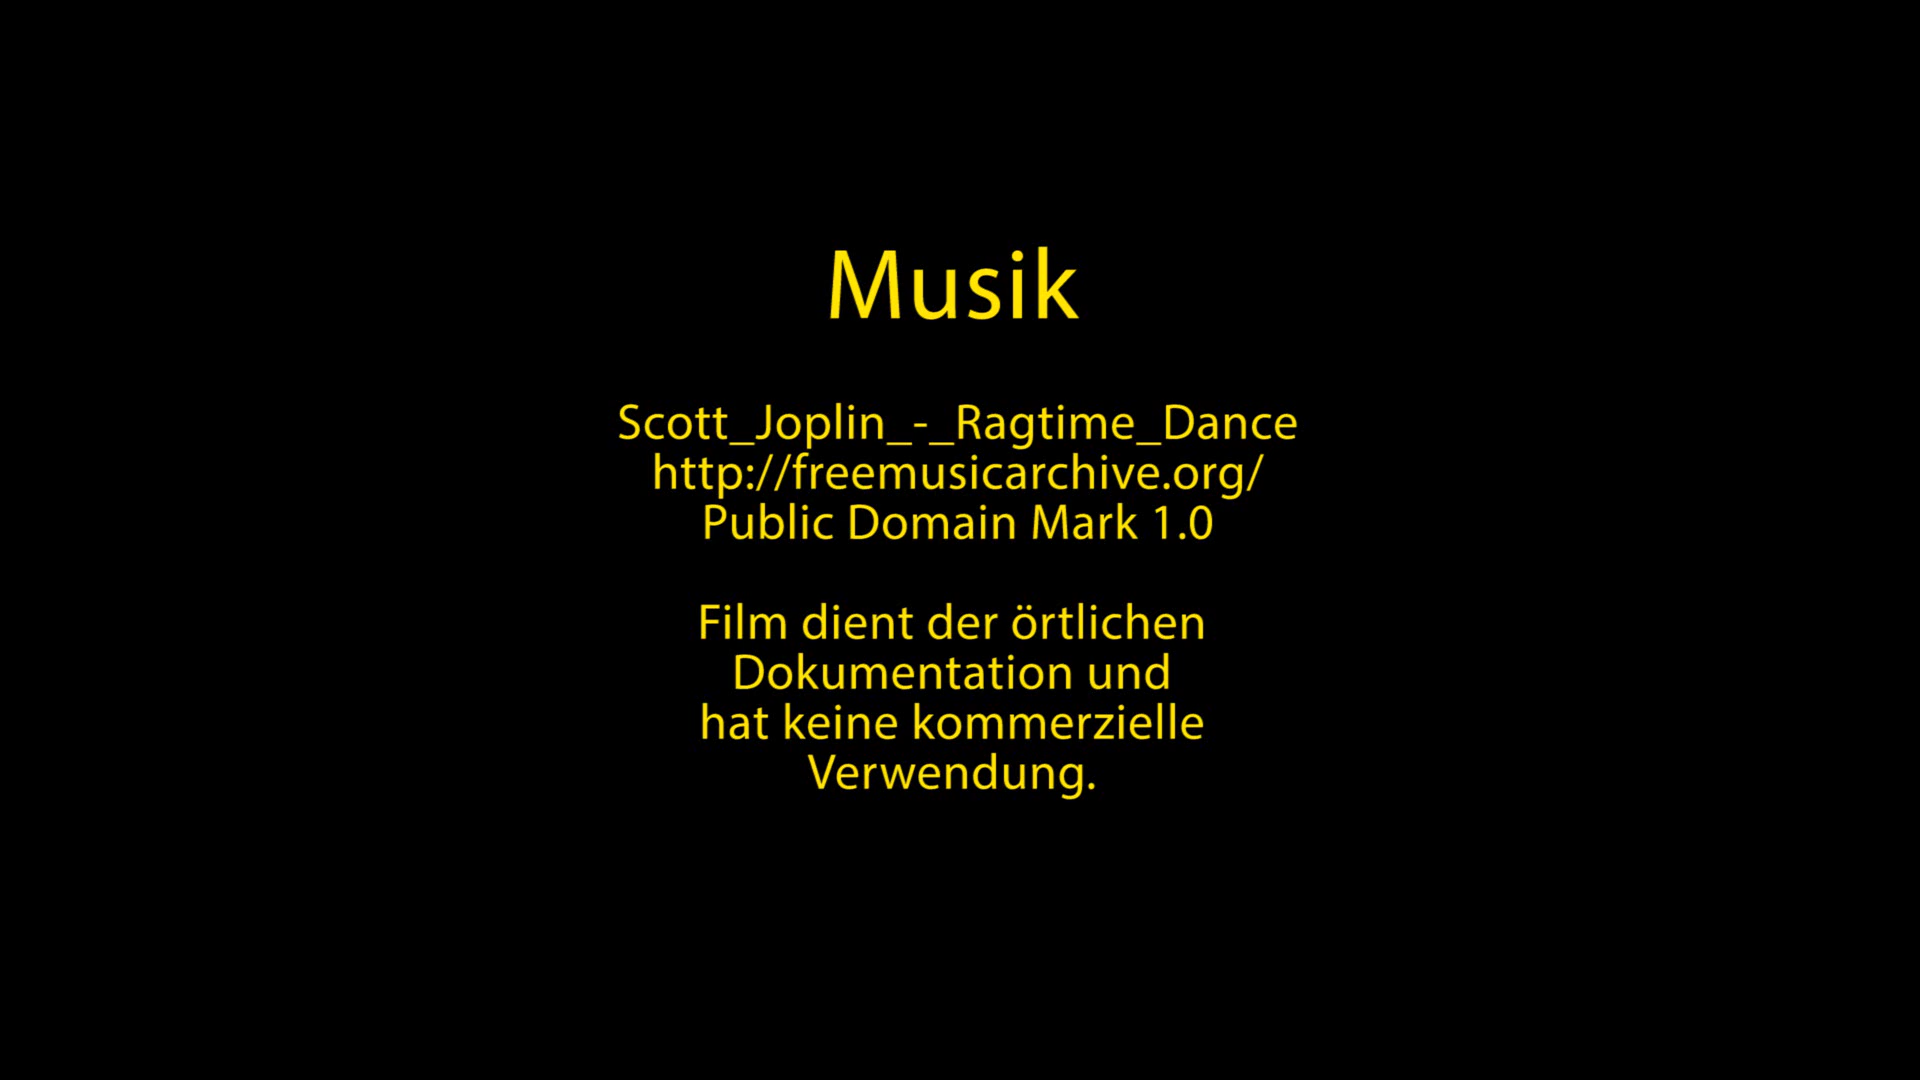 Musik
Scott_Joplin_-_Ragtime_Dance
http://freemusicarchive.org/
Public Domain Mark 1.0
Film dient der örtlichen
Dokumentation und
hat keine kommerzielle
Verwendung.